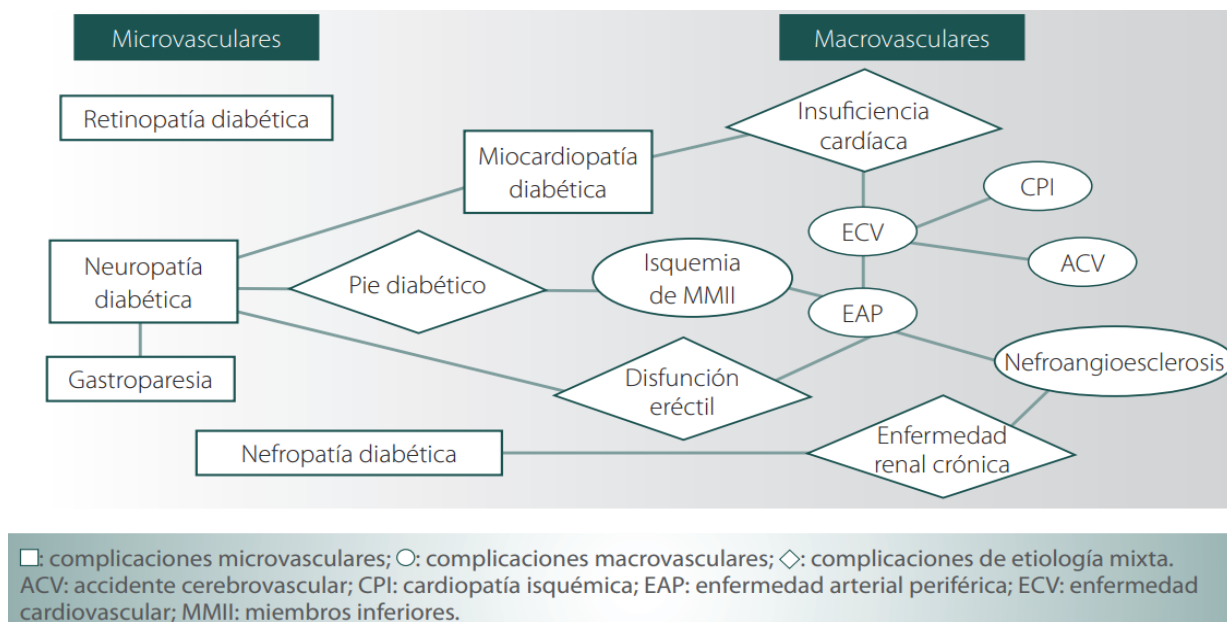 Microvasculares
Macrovasculares
Retinopatía diabética
Insuficiencia
cardíaca
Miocardiopatía
diabética
CPI
ECV
ACV
Neuropatía
diabética
Pie diabético
Isquemia
de MMII
EAP
Gastroparesia
Disfunción
eréctil
Nefroangioesclerosis
Nefropatía diabética
Enfermedad
renal crónica
□: complicaciones microvasculares; ○: complicaciones macrovasculares; ◇: complicaciones de etiología mixta.
ACV: accidente cerebrovascular; CPI: cardiopatía isquémica; EAP: enfermedad arterial periférica; ECV: enfermedad
cardiovascular; MMII: miembros inferiores.